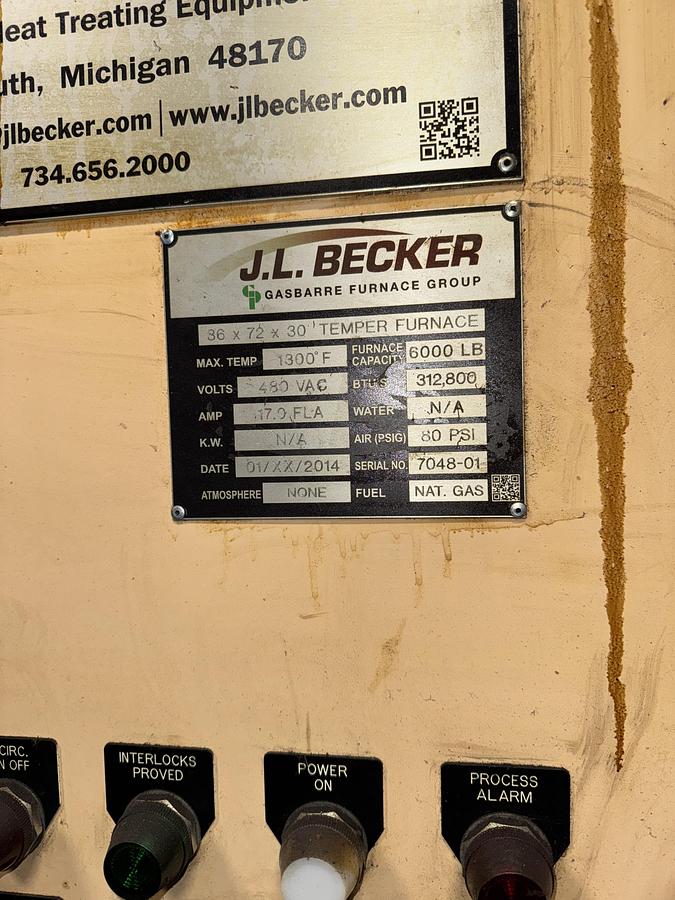 eat Treating Equipme
uth, Michigan 48170
jlbecker.com | www.jlbecker.com
734.656.2000
J.L. BECKER
GASBARRE FURNACE GROUP
36 x 72 x 30" TEMPER FURNACE
MAX. TEMP 1300°F FURNACE CAPACITY 6000 LB
VOLTS 480 VAC BTU'S 312,800
AMP 17.0 FLA WATER N/A
K.W. N/A AIR (PSIG) 80 PSI
DATE 01/XX/2014 SERIAL NO. 7048-01
ATMOSPHERE NONE FUEL NAT. GAS
CIRC.
N OFF
INTERLOCKS
PROVED
POWER
ON
PROCESS
ALARM